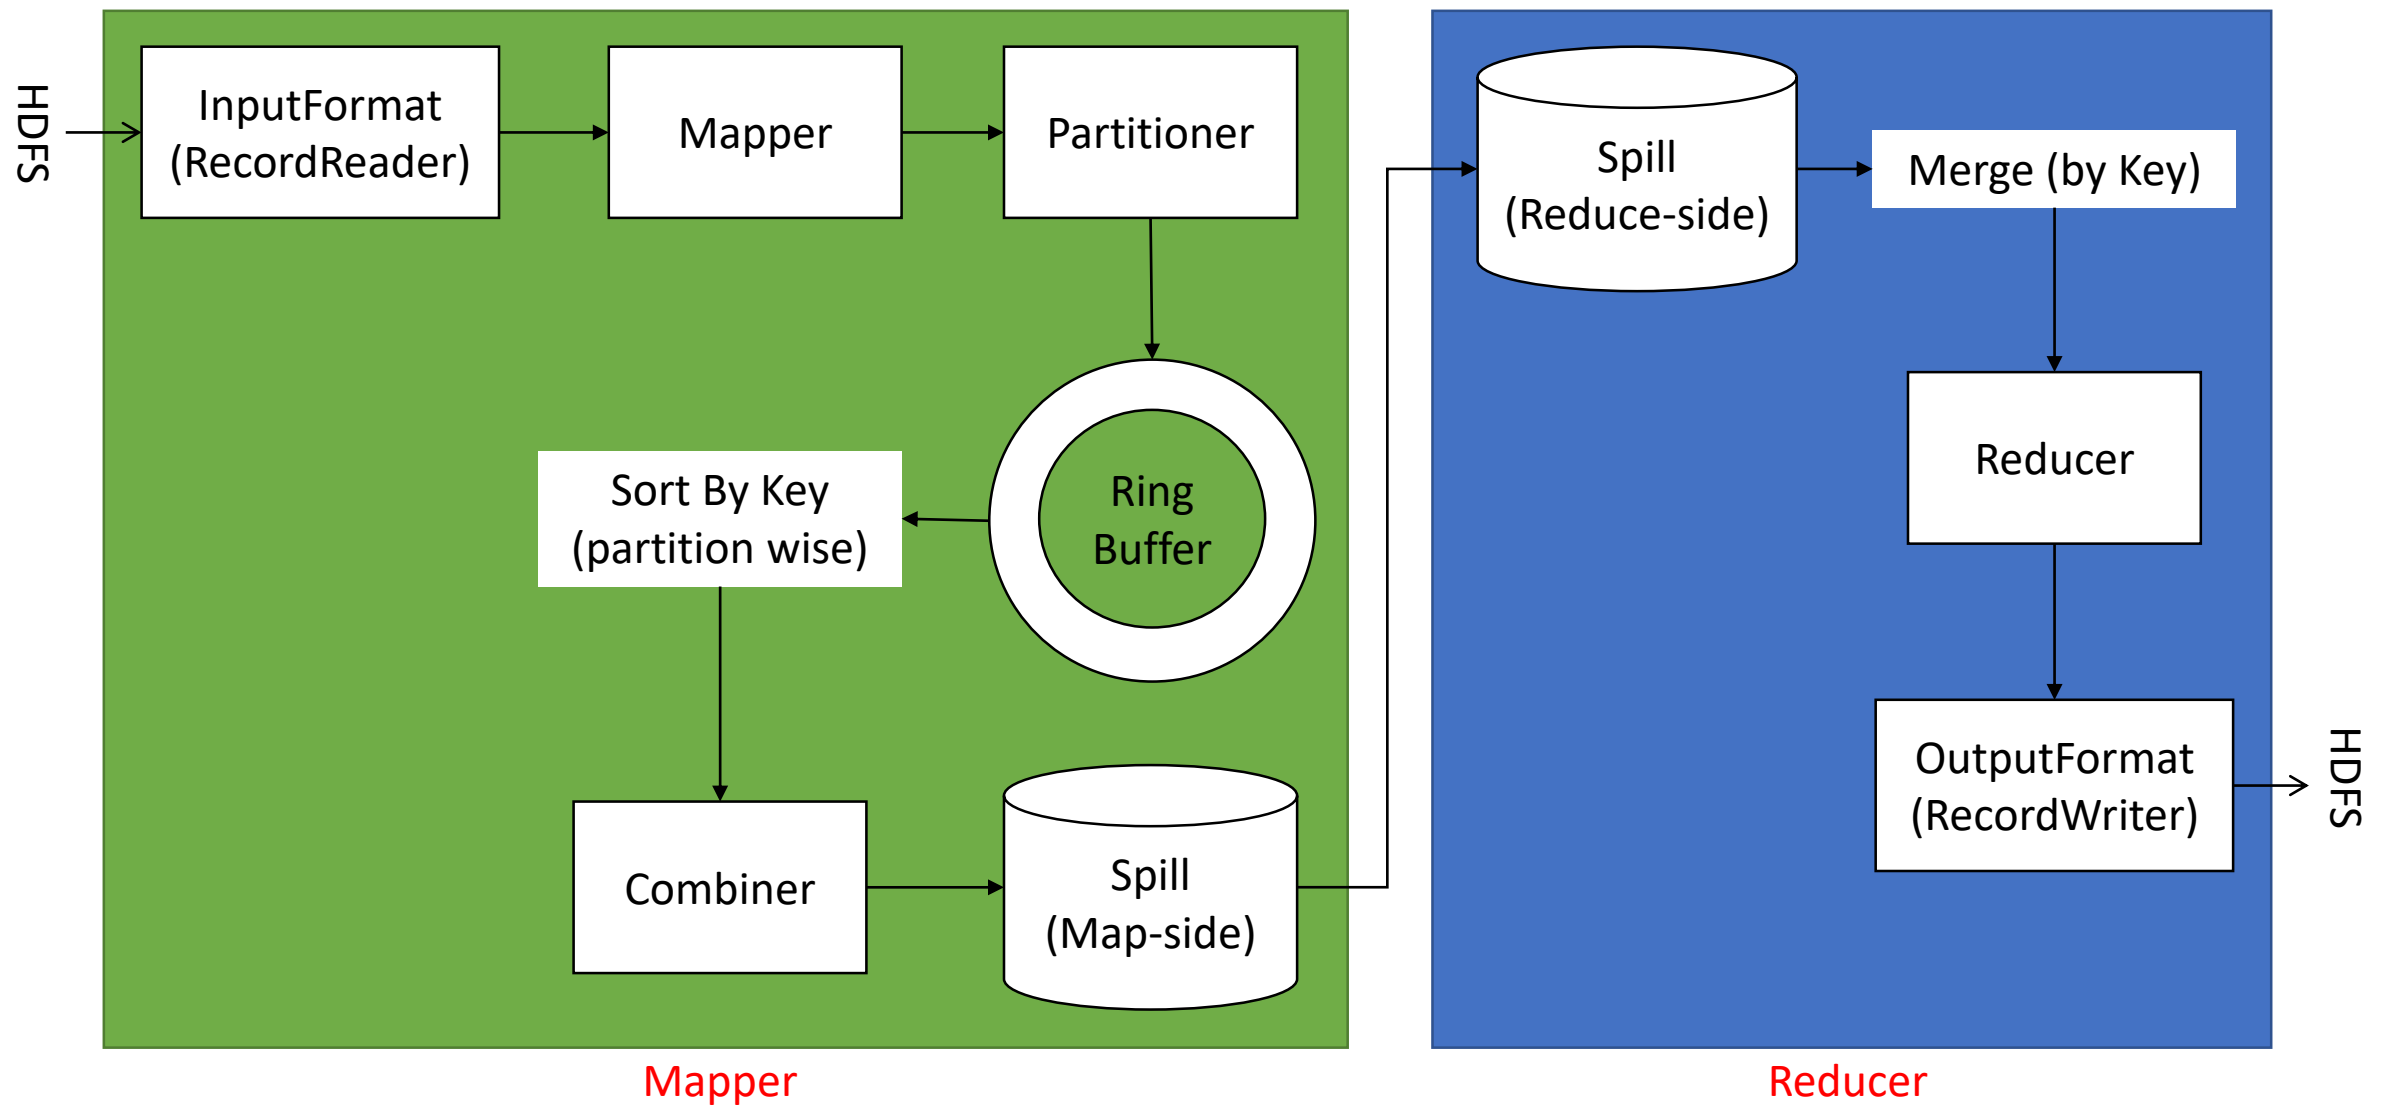 HDFS
InputFormat
(RecordReader)
Mapper
Partitioner
Ring
Buffer
Sort By Key
(partition wise)
Combiner
Spill
(Map-side)
Mapper
Spill
(Reduce-side)
Merge (by Key)
Reducer
OutputFormat
(RecordWriter)
HDFS
Reducer